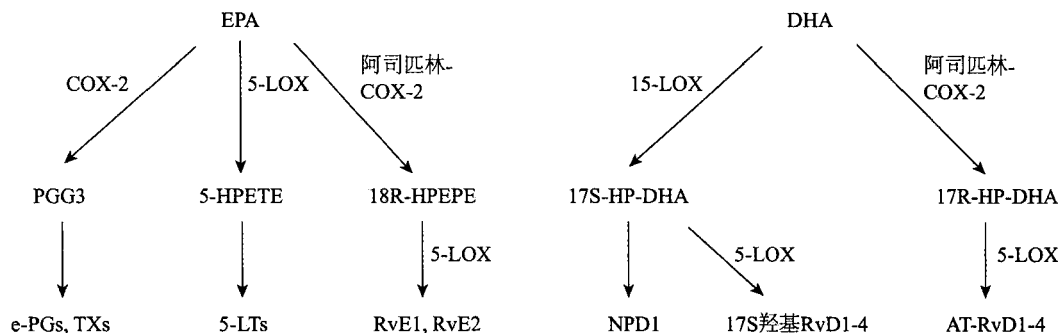 EPA
DHA
COX-2
5-LOX
阿司匹林-
COX-2
15-LOX
阿司匹林-
COX-2
PGG3
5-HPETE
18R-HPEPE
17S-HP-DHA
17R-HP-DHA
5-LOX
5-LOX
5-LOX
e-PGs, TXs
5-LTs
RvE1, RvE2
NPD1
17S羟基RvD1-4
AT-RvD1-4